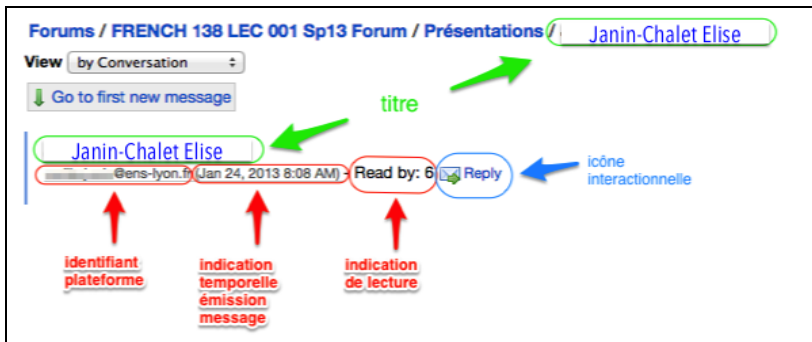 Forums / FRENCH 138 LEC 001 Sp13 Forum / Présentations / Janin-Chalet Elise
View by Conversation
Go to first new message
titre
Janin-Chalet Elise
@ens-lyon.fr (Jan 24, 2013 8:08 AM) - Read by: 6 Reply
icône
interactionnelle
identifiant
plateforme
indication
temporelle
émission
message
indication
de lecture